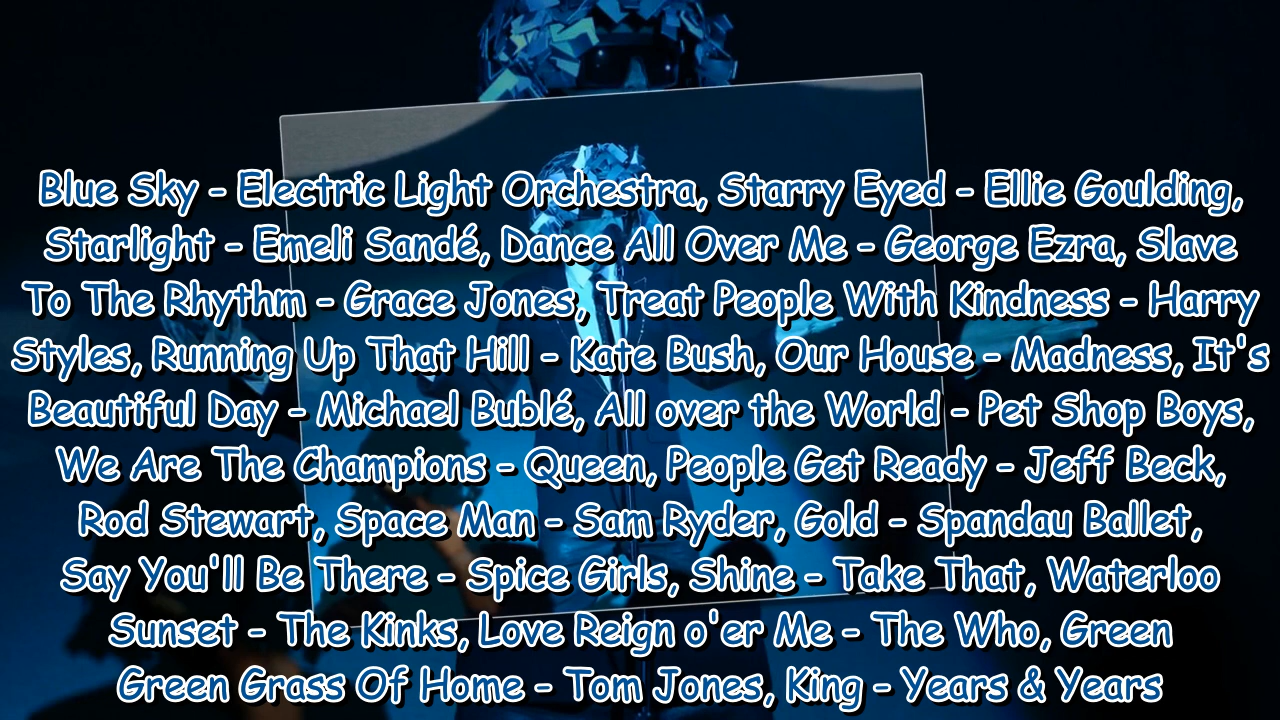 Blue Sky – Electric Light Orchestra, Starry Eyed – Ellie Goulding,
Starlight – Emeli Sandé, Dance All Over Me – George Ezra, Slave
To The Rhythm – Grace Jones, Treat People With Kindness – Harry
Styles, Running Up That Hill – Kate Bush, Our House – Madness, It's
Beautiful Day – Michael Bublé, All over the World – Pet Shop Boys,
We Are The Champions – Queen, People Get Ready – Jeff Beck,
Rod Stewart, Space Man – Sam Ryder, Gold – Spandau Ballet,
Say You'll Be There – Spice Girls, Shine – Take That, Waterloo
Sunset – The Kinks, Love Reign o'er Me – The Who, Green
Green Grass Of Home – Tom Jones, King – Years & Years